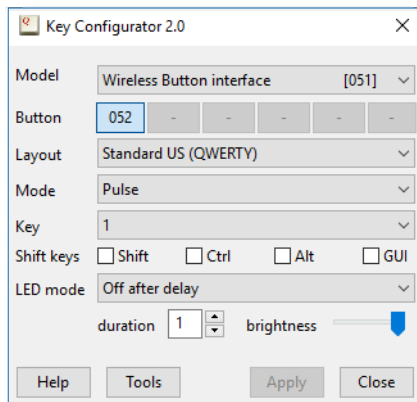 Key Configurator 2.0
Model Wireless Button interface [051]
Button 052 - - - - -
Layout Standard US (QWERTY)
Mode Pulse
Key 1
Shift keys Shift Ctrl Alt GUI
LED mode Off after delay
duration 1 brightness
Help Tools Apply Close